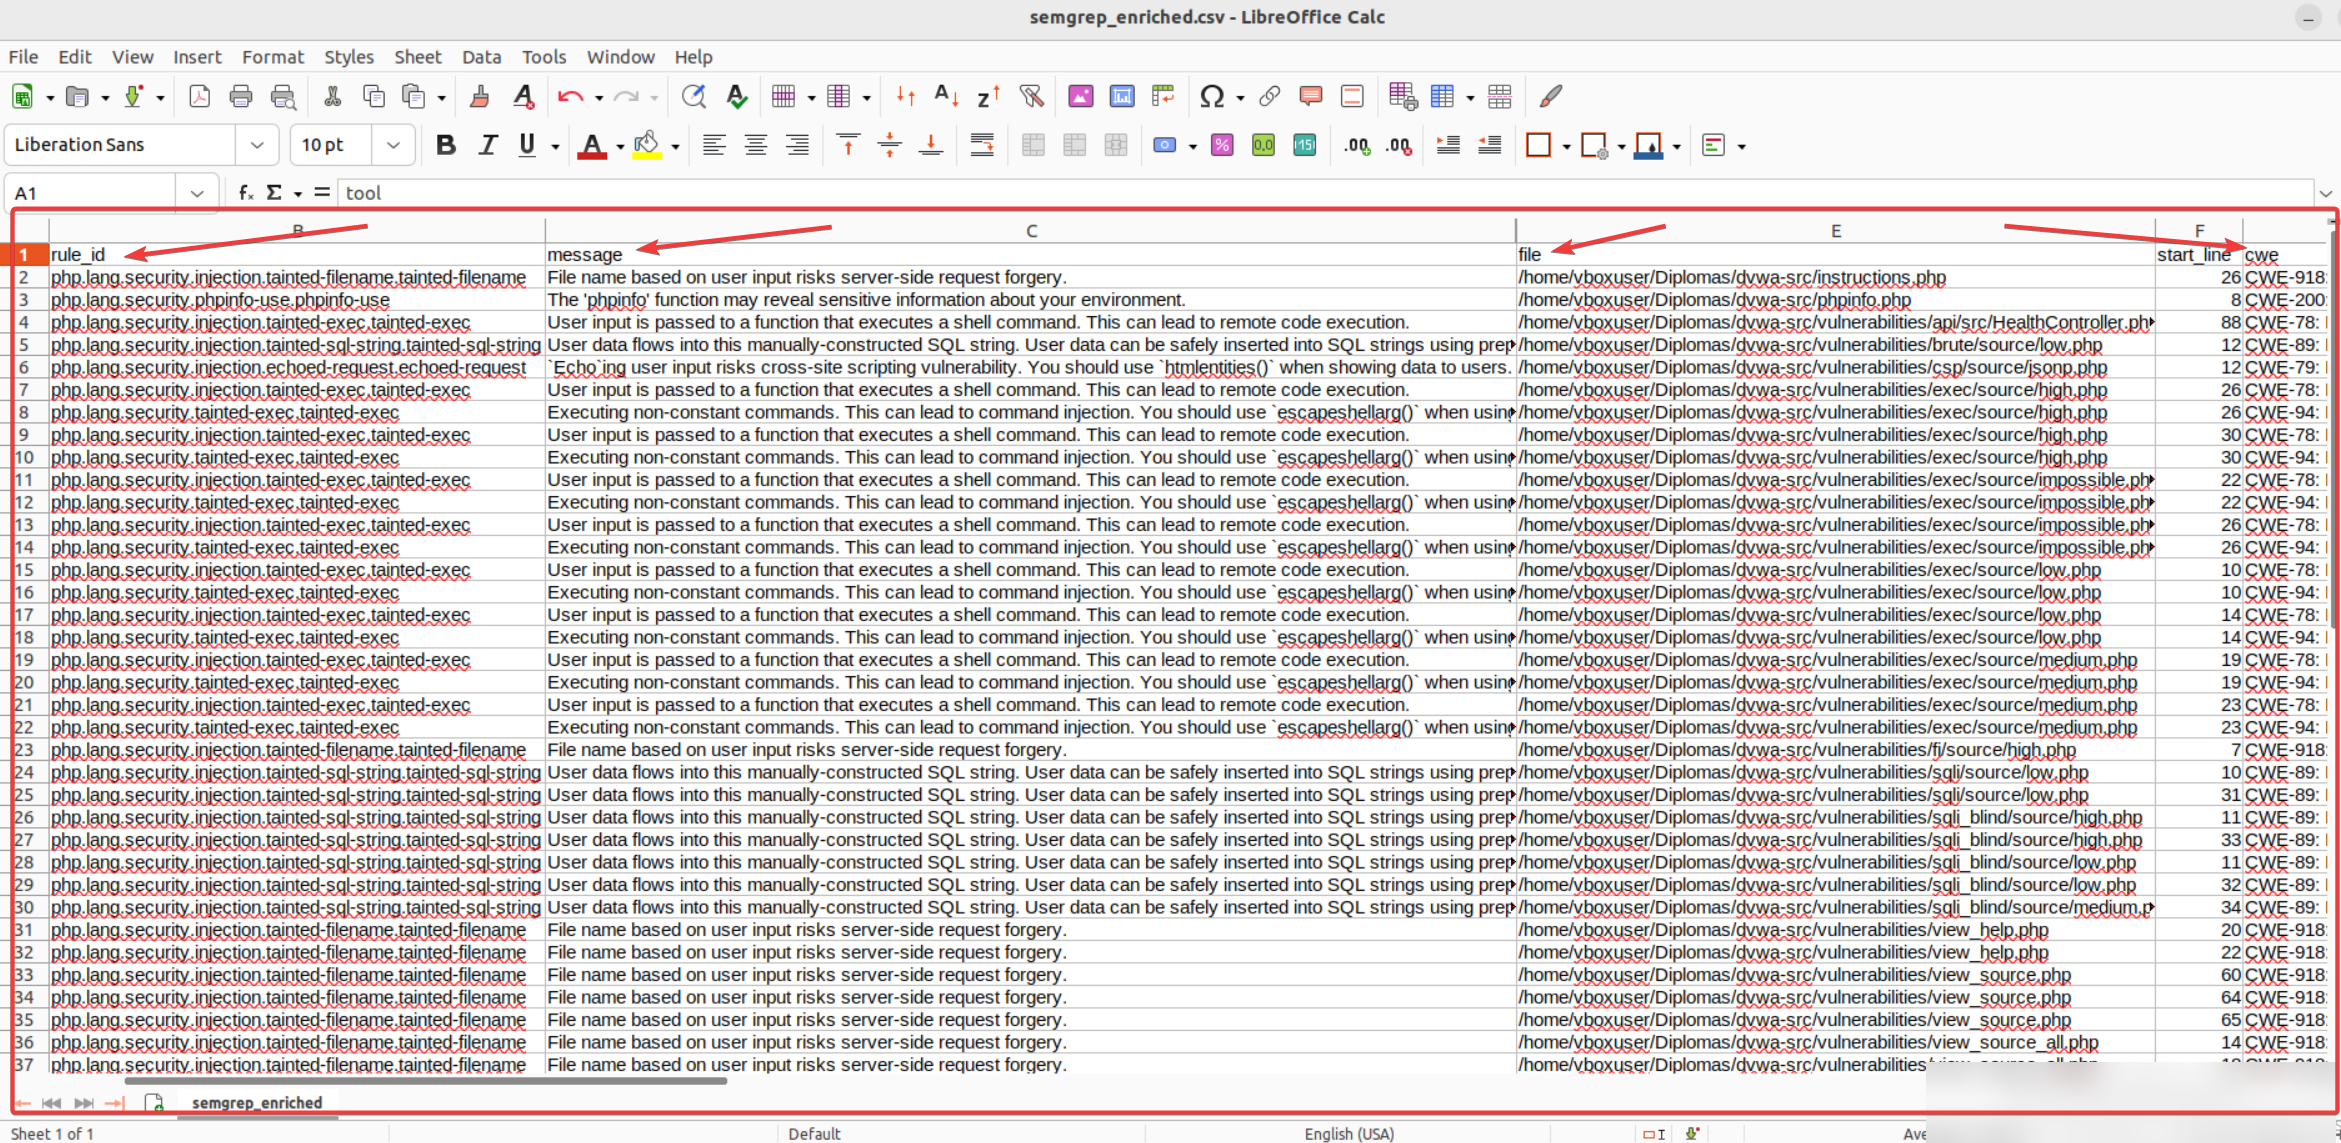 semgrep_enriched.csv - LibreOffice Calc
File Edit View Insert Format Styles Sheet Data Tools Window Help
Liberation Sans 10 pt
A1 tool
B C E F
1 rule_id message file start_line cwe
2 php.lang.security.injection.tainted-filename.tainted-filename File name based on user input risks server-side request forgery. /home/vboxuser/Diplomas/dvwa-src/instructions.php 26 CWE-918:
3 php.lang.security.phpinfo-use.phpinfo-use The 'phpinfo' function may reveal sensitive information about your environment. /home/vboxuser/Diplomas/dvwa-src/phpinfo.php 8 CWE-200:
4 php.lang.security.injection.tainted-exec.tainted-exec User input is passed to a function that executes a shell command. This can lead to remote code execution. /home/vboxuser/Diplomas/dvwa-src/vulnerabilities/api/src/HealthController.ph 88 CWE-78:
5 php.lang.security.injection.tainted-sql-string.tainted-sql-string User data flows into this manually-constructed SQL string. User data can be safely inserted into SQL strings using prep /home/vboxuser/Diplomas/dvwa-src/vulnerabilities/brute/source/low.php 12 CWE-89:
6 php.lang.security.injection.echoed-request.echoed-request `Echo`ing user input risks cross-site scripting vulnerability. You should use `htmlentities()` when showing data to users. /home/vboxuser/Diplomas/dvwa-src/vulnerabilities/csp/source/jsonp.php 12 CWE-79:
7 php.lang.security.injection.tainted-exec.tainted-exec User input is passed to a function that executes a shell command. This can lead to remote code execution. /home/vboxuser/Diplomas/dvwa-src/vulnerabilities/exec/source/high.php 26 CWE-78:
8 php.lang.security.tainted-exec.tainted-exec Executing non-constant commands. This can lead to command injection. You should use `escapeshellarg()` when using /home/vboxuser/Diplomas/dvwa-src/vulnerabilities/exec/source/high.php 26 CWE-94:
9 php.lang.security.injection.tainted-exec.tainted-exec User input is passed to a function that executes a shell command. This can lead to remote code execution. /home/vboxuser/Diplomas/dvwa-src/vulnerabilities/exec/source/high.php 30 CWE-78:
10 php.lang.security.tainted-exec.tainted-exec Executing non-constant commands. This can lead to command injection. You should use `escapeshellarg()` when using /home/vboxuser/Diplomas/dvwa-src/vulnerabilities/exec/source/high.php 30 CWE-94:
11 php.lang.security.injection.tainted-exec.tainted-exec User input is passed to a function that executes a shell command. This can lead to remote code execution. /home/vboxuser/Diplomas/dvwa-src/vulnerabilities/exec/source/impossible.ph 22 CWE-78:
12 php.lang.security.tainted-exec.tainted-exec Executing non-constant commands. This can lead to command injection. You should use `escapeshellarg()` when using /home/vboxuser/Diplomas/dvwa-src/vulnerabilities/exec/source/impossible.ph 22 CWE-94:
13 php.lang.security.injection.tainted-exec.tainted-exec User input is passed to a function that executes a shell command. This can lead to remote code execution. /home/vboxuser/Diplomas/dvwa-src/vulnerabilities/exec/source/impossible.ph 26 CWE-78:
14 php.lang.security.tainted-exec.tainted-exec Executing non-constant commands. This can lead to command injection. You should use `escapeshellarg()` when using /home/vboxuser/Diplomas/dvwa-src/vulnerabilities/exec/source/impossible.ph 26 CWE-94:
15 php.lang.security.injection.tainted-exec.tainted-exec User input is passed to a function that executes a shell command. This can lead to remote code execution. /home/vboxuser/Diplomas/dvwa-src/vulnerabilities/exec/source/low.php 10 CWE-78:
16 php.lang.security.tainted-exec.tainted-exec Executing non-constant commands. This can lead to command injection. You should use `escapeshellarg()` when using /home/vboxuser/Diplomas/dvwa-src/vulnerabilities/exec/source/low.php 10 CWE-94:
17 php.lang.security.injection.tainted-exec.tainted-exec User input is passed to a function that executes a shell command. This can lead to remote code execution. /home/vboxuser/Diplomas/dvwa-src/vulnerabilities/exec/source/low.php 14 CWE-78:
18 php.lang.security.tainted-exec.tainted-exec Executing non-constant commands. This can lead to command injection. You should use `escapeshellarg()` when using /home/vboxuser/Diplomas/dvwa-src/vulnerabilities/exec/source/low.php 14 CWE-94:
19 php.lang.security.injection.tainted-exec.tainted-exec User input is passed to a function that executes a shell command. This can lead to remote code execution. /home/vboxuser/Diplomas/dvwa-src/vulnerabilities/exec/source/medium.php 19 CWE-78:
20 php.lang.security.tainted-exec.tainted-exec Executing non-constant commands. This can lead to command injection. You should use `escapeshellarg()` when using /home/vboxuser/Diplomas/dvwa-src/vulnerabilities/exec/source/medium.php 19 CWE-94:
21 php.lang.security.injection.tainted-exec.tainted-exec User input is passed to a function that executes a shell command. This can lead to remote code execution. /home/vboxuser/Diplomas/dvwa-src/vulnerabilities/exec/source/medium.php 23 CWE-78:
22 php.lang.security.tainted-exec.tainted-exec Executing non-constant commands. This can lead to command injection. You should use `escapeshellarg()` when using /home/vboxuser/Diplomas/dvwa-src/vulnerabilities/exec/source/medium.php 23 CWE-94:
23 php.lang.security.injection.tainted-filename.tainted-filename File name based on user input risks server-side request forgery. /home/vboxuser/Diplomas/dvwa-src/vulnerabilities/fi/source/high.php 7 CWE-918:
24 php.lang.security.injection.tainted-sql-string.tainted-sql-string User data flows into this manually-constructed SQL string. User data can be safely inserted into SQL strings using prep /home/vboxuser/Diplomas/dvwa-src/vulnerabilities/sqli/source/low.php 10 CWE-89:
25 php.lang.security.injection.tainted-sql-string.tainted-sql-string User data flows into this manually-constructed SQL string. User data can be safely inserted into SQL strings using prep /home/vboxuser/Diplomas/dvwa-src/vulnerabilities/sqli/source/low.php 31 CWE-89:
26 php.lang.security.injection.tainted-sql-string.tainted-sql-string User data flows into this manually-constructed SQL string. User data can be safely inserted into SQL strings using prep /home/vboxuser/Diplomas/dvwa-src/vulnerabilities/sqli_blind/source/high.php 11 CWE-89:
27 php.lang.security.injection.tainted-sql-string.tainted-sql-string User data flows into this manually-constructed SQL string. User data can be safely inserted into SQL strings using prep /home/vboxuser/Diplomas/dvwa-src/vulnerabilities/sqli_blind/source/high.php 33 CWE-89:
28 php.lang.security.injection.tainted-sql-string.tainted-sql-string User data flows into this manually-constructed SQL string. User data can be safely inserted into SQL strings using prep /home/vboxuser/Diplomas/dvwa-src/vulnerabilities/sqli_blind/source/low.php 11 CWE-89:
29 php.lang.security.injection.tainted-sql-string.tainted-sql-string User data flows into this manually-constructed SQL string. User data can be safely inserted into SQL strings using prep /home/vboxuser/Diplomas/dvwa-src/vulnerabilities/sqli_blind/source/low.php 32 CWE-89:
30 php.lang.security.injection.tainted-sql-string.tainted-sql-string User data flows into this manually-constructed SQL string. User data can be safely inserted into SQL strings using prep /home/vboxuser/Diplomas/dvwa-src/vulnerabilities/sqli_blind/source/medium.p 34 CWE-89:
31 php.lang.security.injection.tainted-filename.tainted-filename File name based on user input risks server-side request forgery. /home/vboxuser/Diplomas/dvwa-src/vulnerabilities/view_help.php 20 CWE-918:
32 php.lang.security.injection.tainted-filename.tainted-filename File name based on user input risks server-side request forgery. /home/vboxuser/Diplomas/dvwa-src/vulnerabilities/view_help.php 22 CWE-918:
33 php.lang.security.injection.tainted-filename.tainted-filename File name based on user input risks server-side request forgery. /home/vboxuser/Diplomas/dvwa-src/vulnerabilities/view_source.php 60 CWE-918:
34 php.lang.security.injection.tainted-filename.tainted-filename File name based on user input risks server-side request forgery. /home/vboxuser/Diplomas/dvwa-src/vulnerabilities/view_source.php 64 CWE-918:
35 php.lang.security.injection.tainted-filename.tainted-filename File name based on user input risks server-side request forgery. /home/vboxuser/Diplomas/dvwa-src/vulnerabilities/view_source.php 65 CWE-918:
36 php.lang.security.injection.tainted-filename.tainted-filename File name based on user input risks server-side request forgery. /home/vboxuser/Diplomas/dvwa-src/vulnerabilities/view_source_all.php 14 CWE-918:
37 php.lang.security.injection.tainted-filename.tainted-filename File name based on user input risks server-side request forgery. /home/vboxuser/Diplomas/dvwa-src/vulnerabilities/
semgrep_enriched
Sheet 1 of 1 Default English (USA) Ave